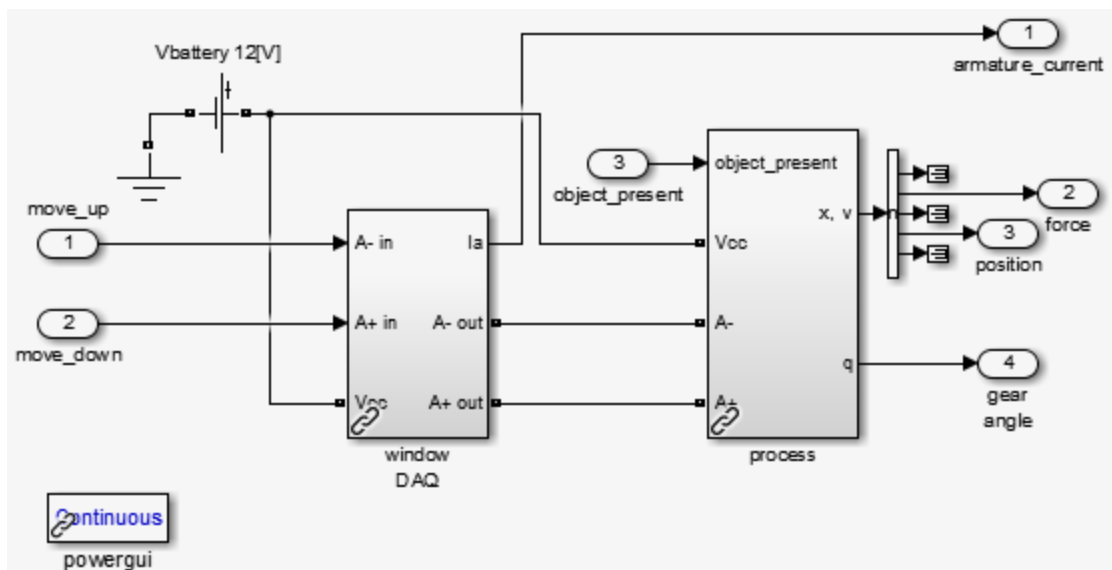 1
armature_current
Vbattery 12[V]
+
move_up
1
A- in
Ia
3
object_present
object_present
x, v
Vcc
2
force
3
position
2
move_down
A+ in
A- out
A-
Vcc
A+ out
A+
q
4
gear
angle
window
DAQ
process
Continuous
powergui